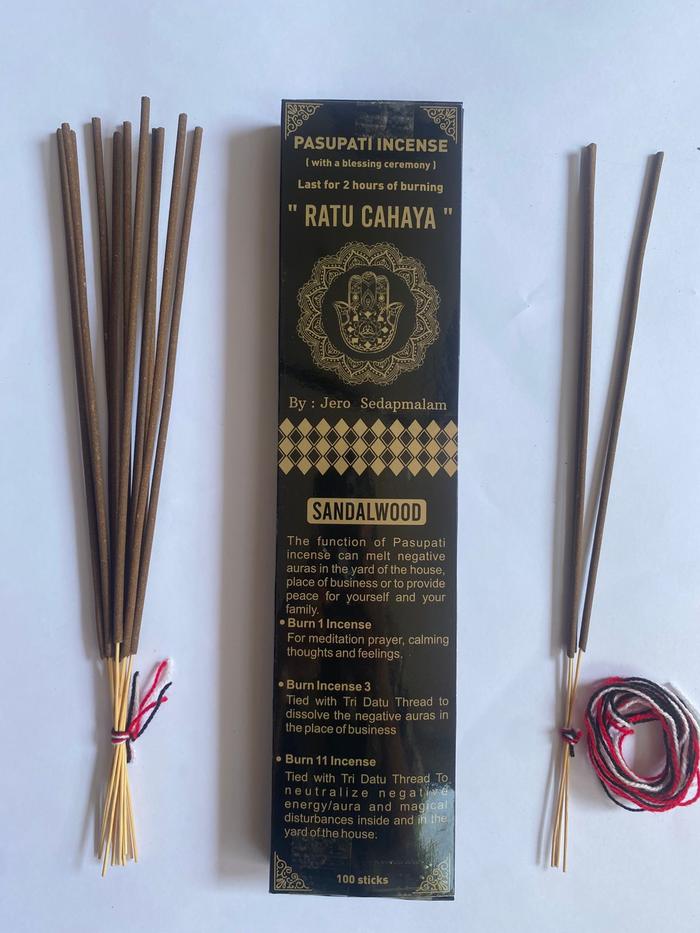 PASUPATI INCENSE
( with a blessing ceremony )
Last for 2 hours of burning
" RATU CAHAYA "
By : Jero Sedapmalam
SANDALWOOD
The function of Pasupati
incense can melt negative
auras in the yard of the house,
place of business or to provide
peace for yourself and your
family.
• Burn 1 Incense
For meditation prayer, calming
thoughts and feelings.
• Burn Incense 3
Tied with Tri Datu Thread to
dissolve the negative auras in
the place of business
• Burn 11 Incense
Tied with Tri Datu Thread To
neutralize negative
energy/aura and magical
disturbances inside and in the
yard of the house.
100 sticks